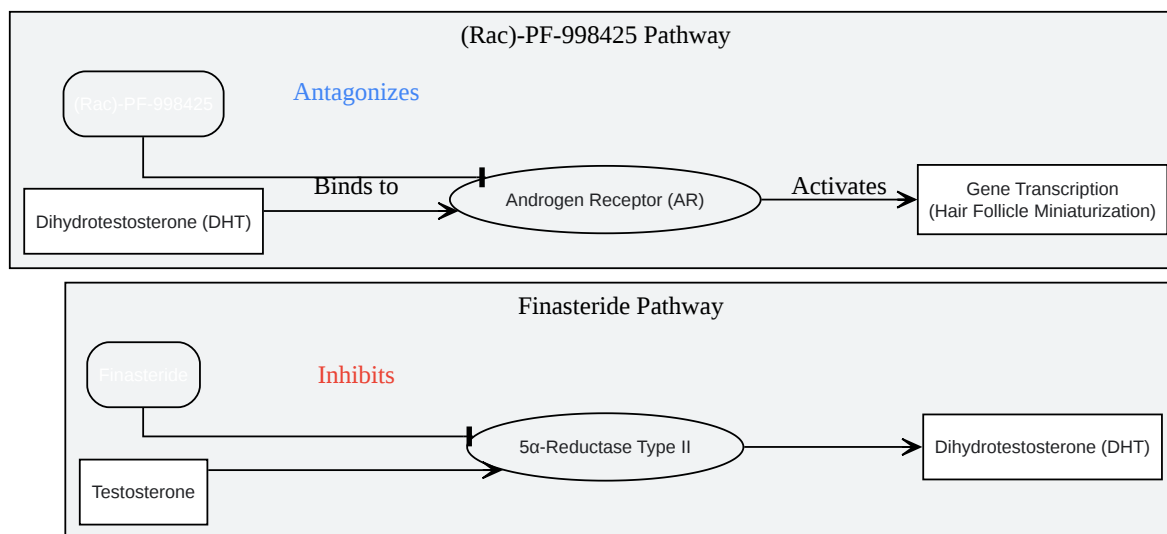 (Rac)-PF-998425 Pathway
(Rac)-PF-998425
Antagonizes
Binds to
Dihydrotestosterone (DHT)
Androgen Receptor (AR)
Activates
Gene Transcription
(Hair Follicle Miniaturization)
Finasteride Pathway
Finasteride
Inhibits
Testosterone
5α-Reductase Type II
Dihydrotestosterone (DHT)